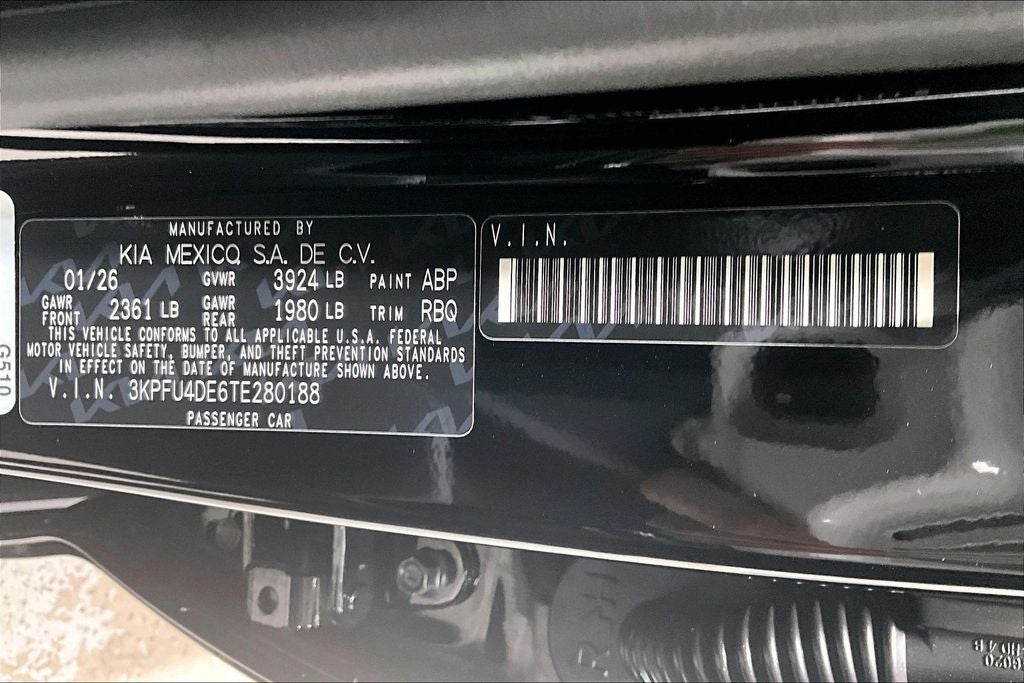 MANUFACTURED BY
KIA MEXICO, S.A. DE C.V.
01/26 GVWR 3924 LB PAINT ABP
GAWR FRONT 2361 LB GAWR REAR 1980 LB TRIM RBQ
THIS VEHICLE CONFORMS TO ALL APPLICABLE U.S.A. FEDERAL
MOTOR VEHICLE SAFETY, BUMPER, AND THEFT PREVENTION STANDARDS
IN EFFECT ON THE DATE OF MANUFACTURE SHOWN ABOVE.
V.I.N. 3KPFU4DE6TE280188
PASSENGER CAR
V.I.N.
G510
RH